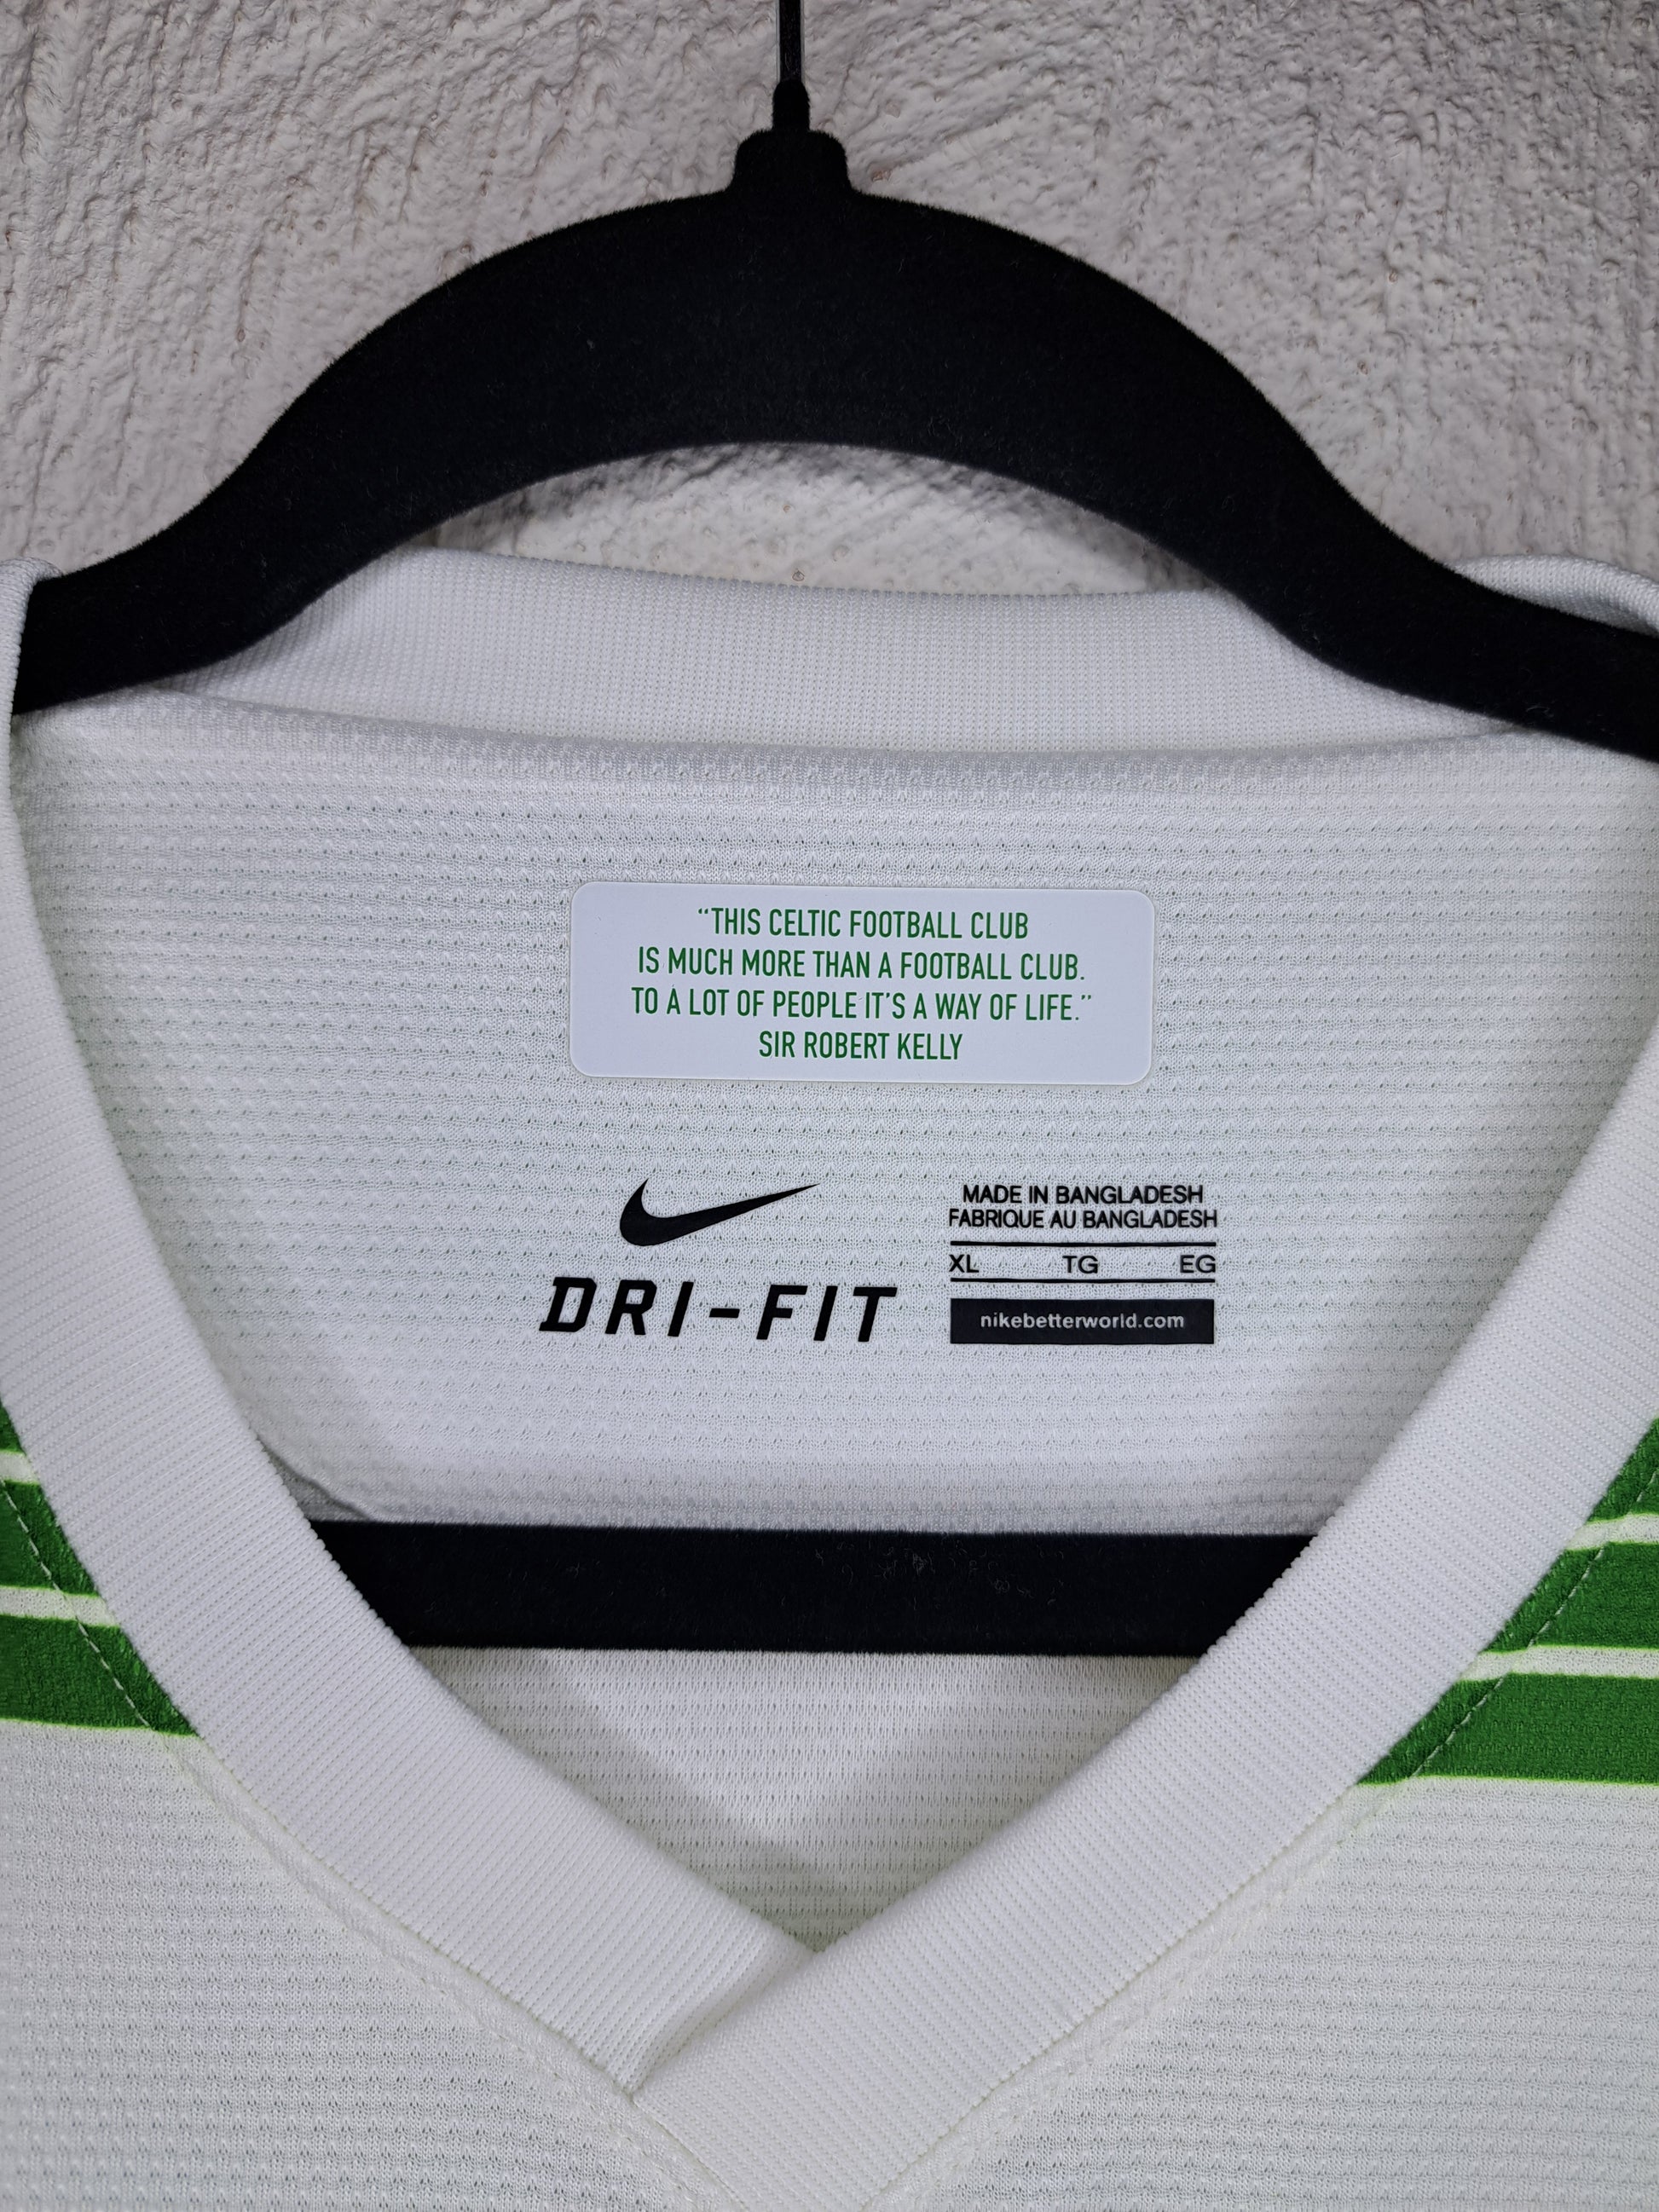 “THIS CELTIC FOOTBALL CLUB
IS MUCH MORE THAN A FOOTBALL CLUB.
TO A LOT OF PEOPLE IT’S A WAY OF LIFE.”
SIR ROBERT KELLY
DRI-FIT
MADE IN BANGLADESH
FABRIQUE AU BANGLADESH
XL TG EG
nikebetterworld.com